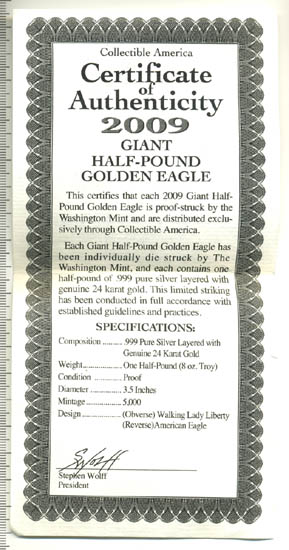 Collectible America
Certificate
of
Authenticity
2009
GIANT
HALF-POUND
GOLDEN EAGLE
This certifies that each 2009 Giant Half-
Pound Golden Eagle is proof-struck by the
Washington Mint and are distributed exclu-
sively through Collectible America.
Each Giant Half-Pound Golden Eagle has
been individually die struck by The
Washington Mint, and each contains one
half-pound of .999 pure silver layered with
genuine 24 karat gold. This limited striking
has been conducted in full accordance with
established guidelines and practices.
SPECIFICATIONS:
Composition .......... .999 Pure Silver Layered with
Genuine 24 Karat Gold
Weight................. One Half-Pound (8 oz. Troy)
Condition ............. Proof
Diameter .............. 3.5 Inches
Mintage ............... 5,000
Design ................. (Obverse) Walking Lady Liberty
(Reverse)American Eagle
S Wolff
Stephen Wolff
President